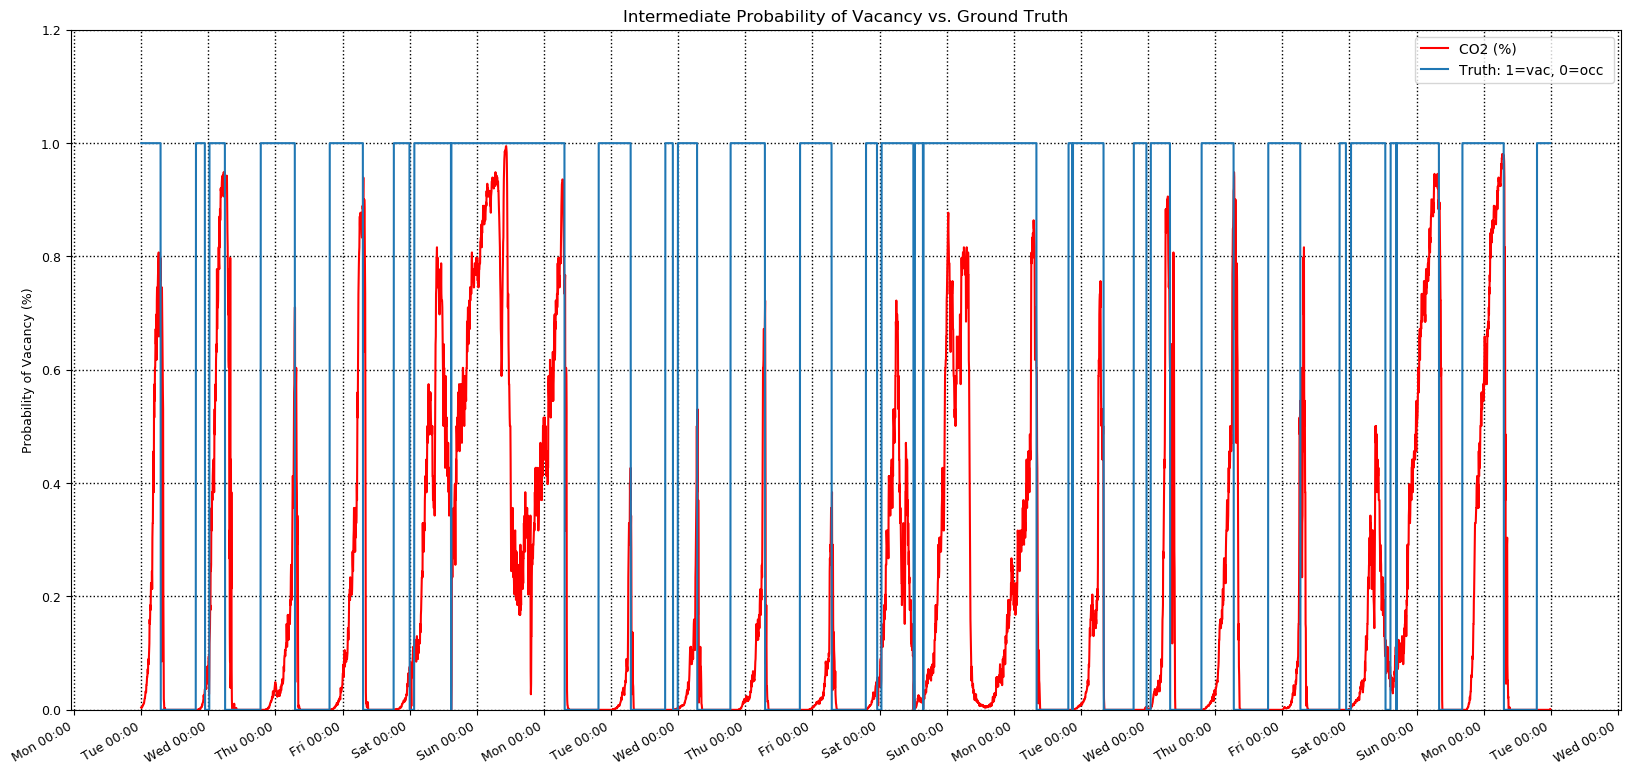 Intermediate Probability of Vacancy vs. Ground Truth
CO2 (%)
Truth: 1=vac, 0=occ
Probability of Vacancy (%)
1.2
1.0
0.8
0.6
0.4
0.2
0.0
Mon 00:00
Tue 00:00
Wed 00:00
Thu 00:00
Fri 00:00
Sat 00:00
Sun 00:00
Mon 00:00
Tue 00:00
Wed 00:00
Thu 00:00
Fri 00:00
Sat 00:00
Sun 00:00
Mon 00:00
Tue 00:00
Wed 00:00
Thu 00:00
Fri 00:00
Sat 00:00
Sun 00:00
Mon 00:00
Tue 00:00
Wed 00:00